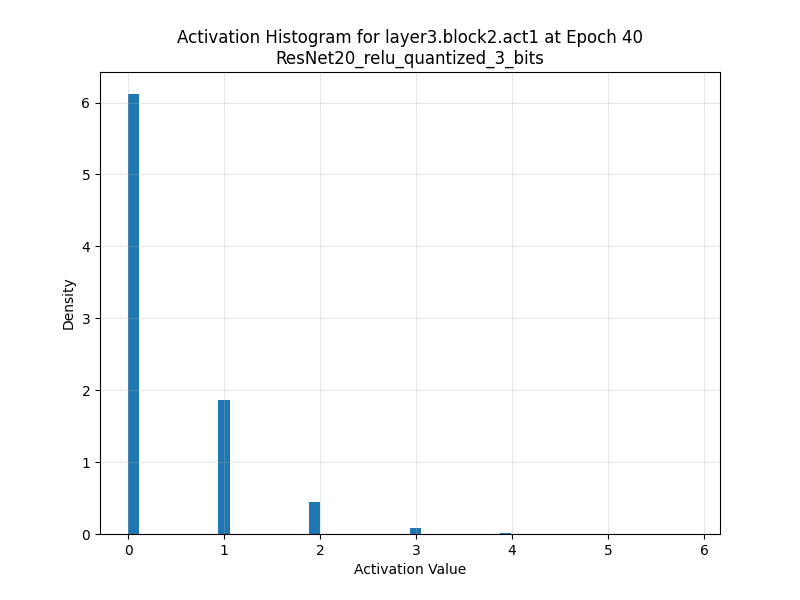 Activation Histogram for layer3.block2.act1 at Epoch 40
ResNet20_relu_quantized_3_bits
6
5
4
3
2
1
0
Density
0 1 2 3 4 5 6
Activation Value